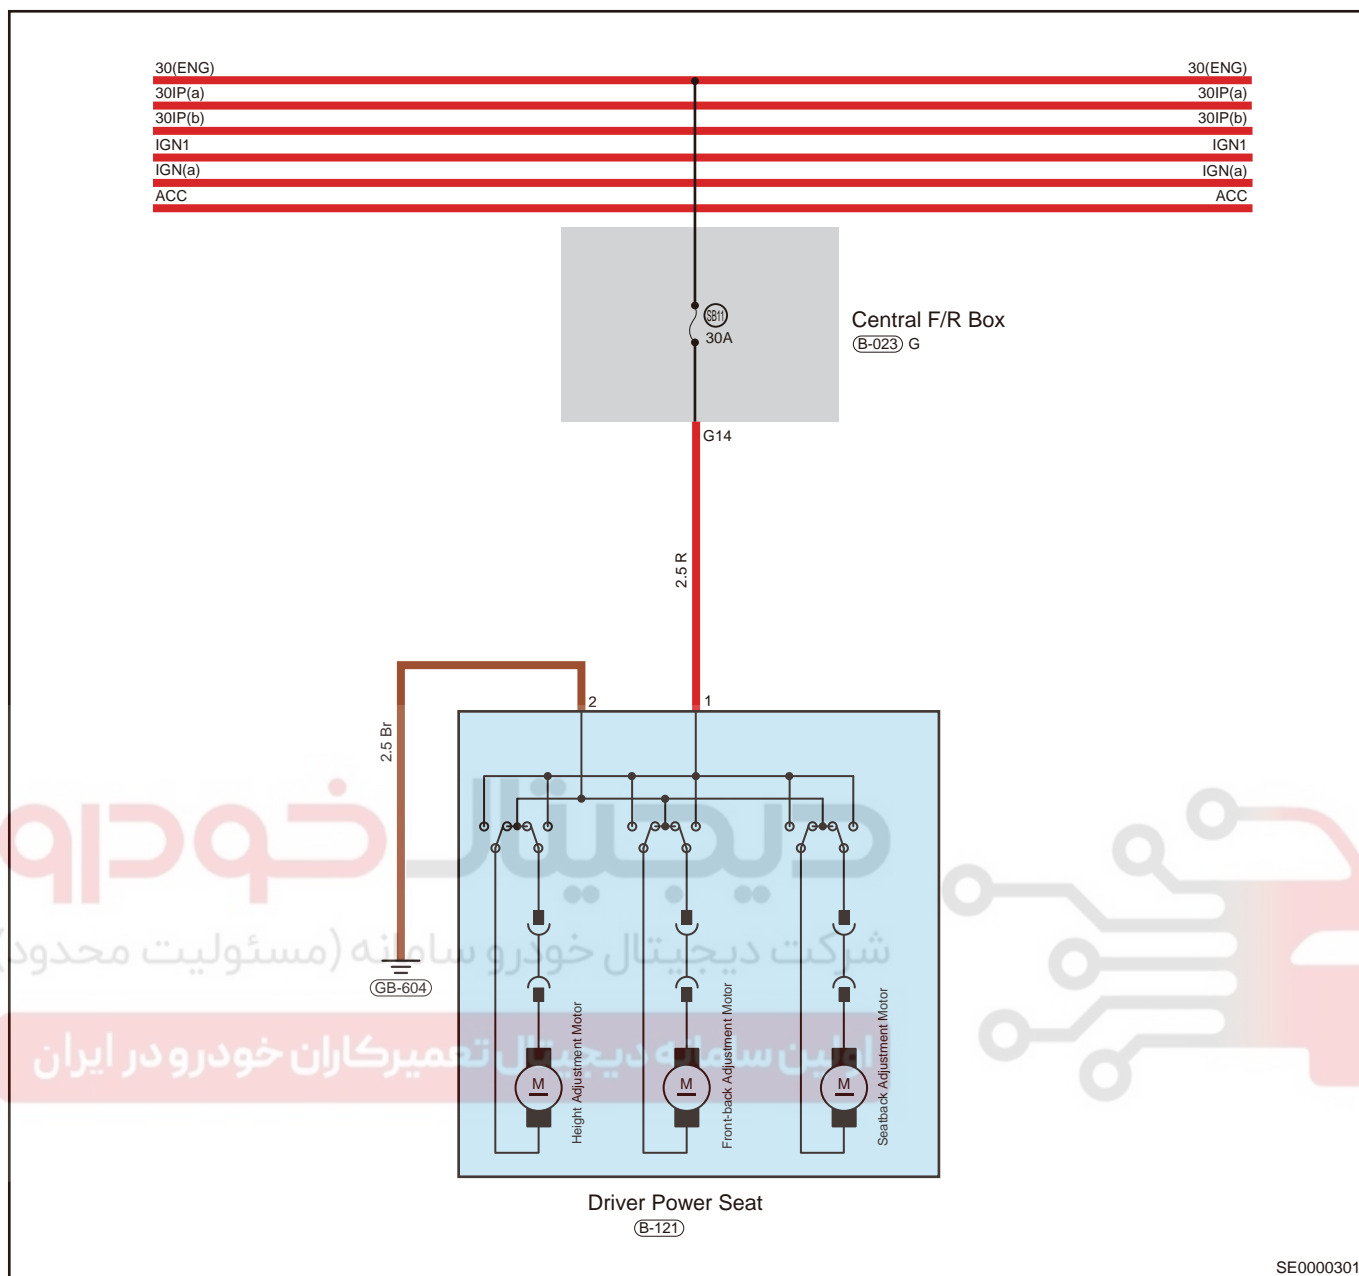 30(ENG) 30(ENG)
30IP(a) 30IP(a)
30IP(b) 30IP(b)
IGN1 IGN1
IGN(a) IGN(a)
ACC ACC
SB11
30A
Central F/R Box
B-023 G
G14
2.5 R
2 1
2.5 Br
دیجیتال خودرو
شرکت دیجیتال خودرو سامانه (مسئولیت محدود)
GB-604
اولین سامانه دیجیتال تعمیرکاران خودرو در ایران
M M M
Height Adjustment Motor
Front-back Adjustment Motor
Seatback Adjustment Motor
Driver Power Seat
B-121
SE0000301